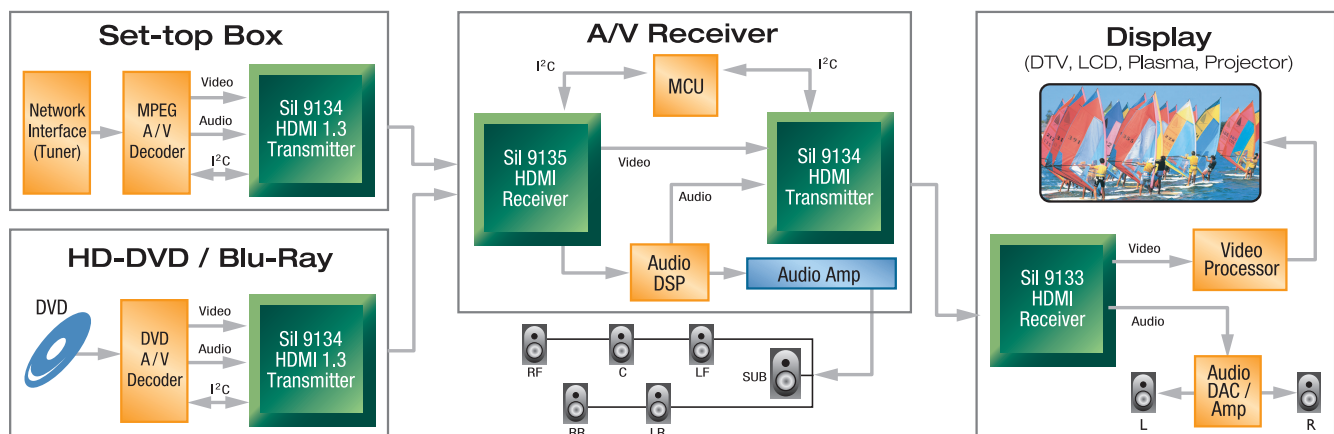 Set-top Box
Network
Interface
(Tuner)
MPEG
A/V
Decoder
Video
Audio
I²C
Sil 9134
HDMI 1.3
Transmitter
HD-DVD / Blu-Ray
DVD
DVD
A/V
Decoder
Video
Audio
I²C
Sil 9134
HDMI 1.3
Transmitter
A/V Receiver
I²C
MCU
I²C
Sil 9135
HDMI
Receiver
Video
Audio
Sil 9134
HDMI
Transmitter
Audio
DSP
Audio Amp
RF
C
LF
SUB
RR
LR
Display
(DTV, LCD, Plasma, Projector)
Sil 9133
HDMI
Receiver
Video
Video
Processor
Audio
Audio
DAC /
Amp
L
R